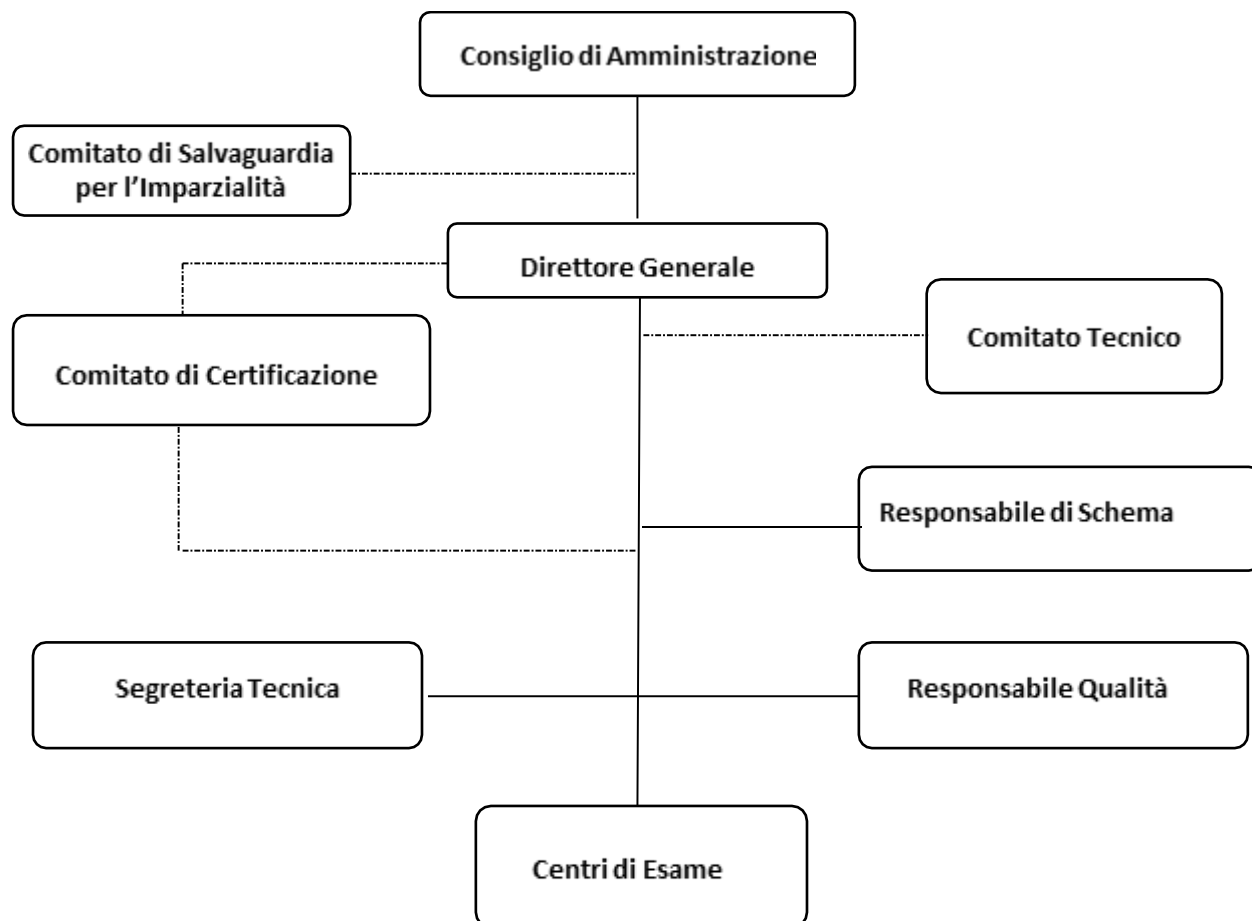 Consiglio di Amministrazione
Comitato di Salvaguardia
per l'Imparzialità
Direttore Generale
Comitato Tecnico
Comitato di Certificazione
Responsabile di Schema
Segreteria Tecnica
Responsabile Qualità
Centri di Esame